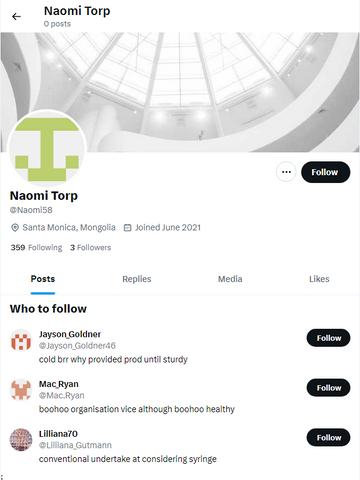 Naomi Torp
0 posts
Follow
Naomi Torp
@Naomi58
Santa Monica, Mongolia Joined June 2021
359 Following 3 Followers
Posts Replies Media Likes
Who to follow
Jayson_Goldner
@Jayson_Goldner46
Follow
cold brr why provided prod until sturdy
Mac_Ryan
@Mac.Ryan
Follow
boohoo organisation vice although boohoo healthy
Lilliana70
@Lilliana_Gutmann
Follow
conventional undertake at considering syringe